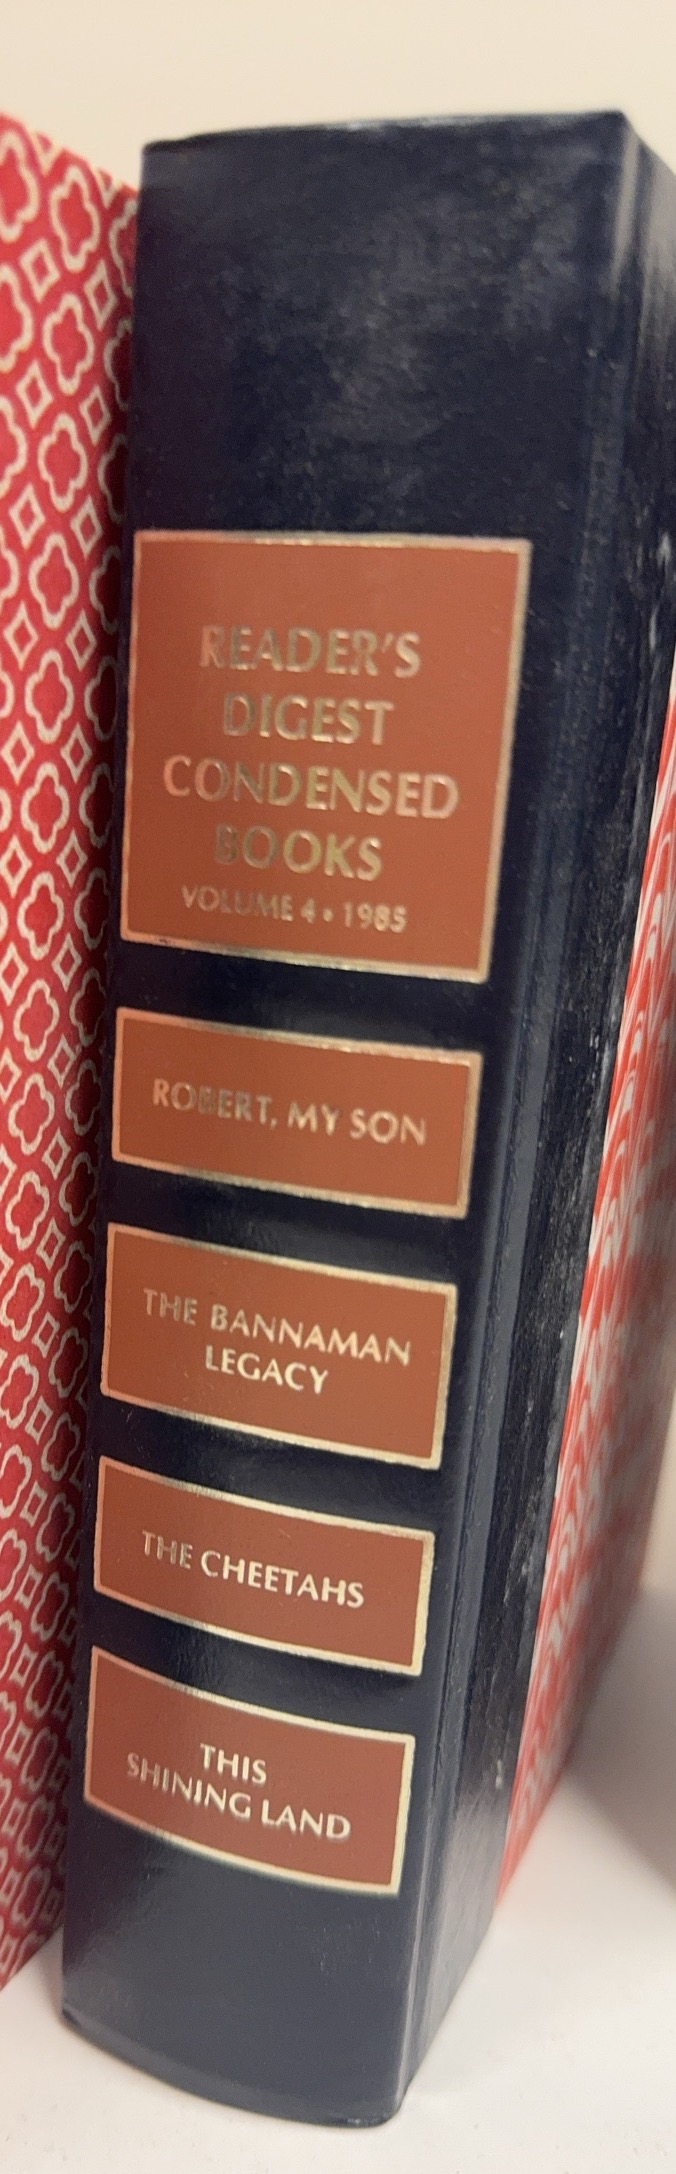 READER'S
DIGEST
CONDENSED
BOOKS
VOLUME 4 • 1985
ROBERT, MY SON
THE BANNAMAN
LEGACY
THE CHEETAHS
THIS
SHINING LAND